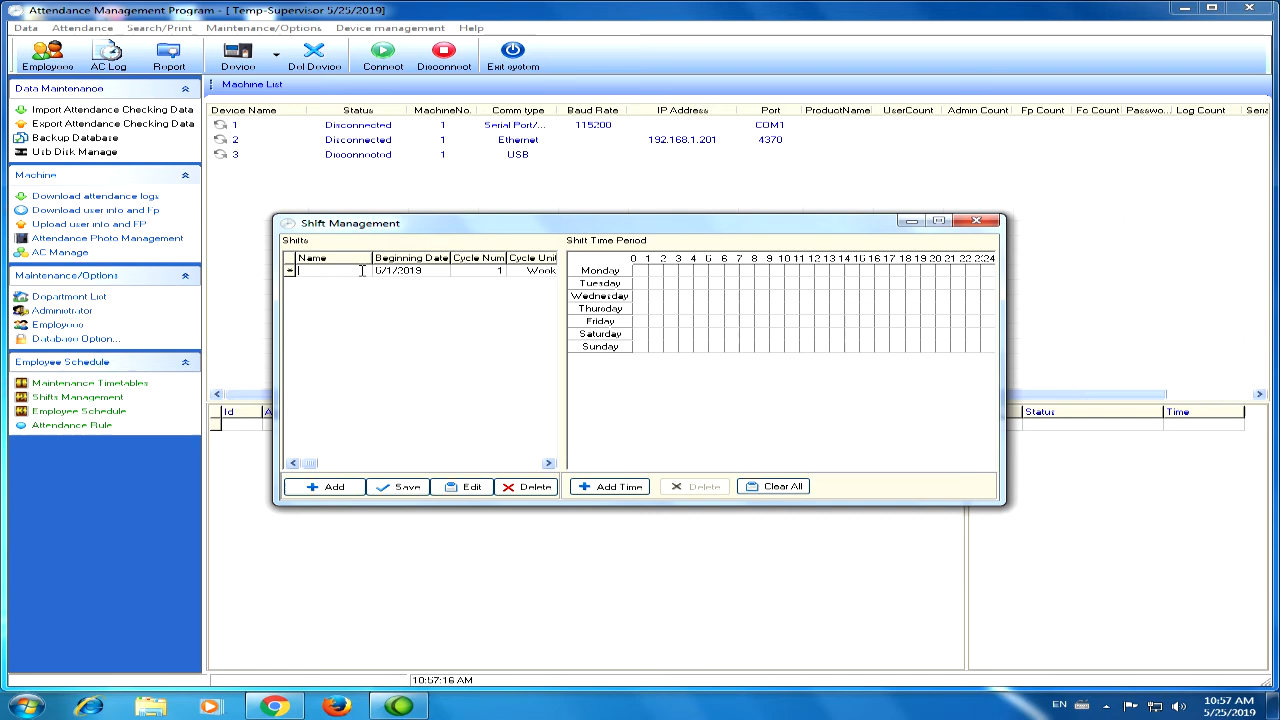 Attendance Management Program - [ Temp-Supervisor 5/25/2019]
Data Attendance Search/Print Maintenance/Options Device management Help
Employees AC Log Report Device Del Device Connect Disconnect Exit system
Data Maintenance
Import Attendance Checking Data
Export Attendance Checking Data
Backup Database
Usb Disk Manage
Machine
Download attendance logs
Download user info and Fp
Upload user info and FP
Attendance Photo Management
AC Manage
Maintenance/Options
Department List
Administrator
Employees
Database Option...
Employee Schedule
Maintenance Timetables
Shifts Management
Employee Schedule
Attendance Rule
Machine List
Device Name Status MachineNo. Comm type Baud Rate IP Address Port ProductName UserCount Admin Count Fp Count Fc Count Passwo... Log Count Seria
1 Disconnected 1 Serial Port/... 115200 COM1
2 Disconnected 1 Ethernet 192.168.1.201 4370
3 Disconnected 1 USB
Shift Management
Shifts
Name Beginning Date Cycle Num Cycle Unit
* 5/1/2019 1 Week
Add Save Edit Delete
Shift Time Period
0 1 2 3 4 5 6 7 8 9 10 11 12 13 14 15 16 17 18 19 20 21 22 23 24
Monday
Tuesday
Wednesday
Thursday
Friday
Saturday
Sunday
Add Time Delete Clear All
Id A Status Time
10:57:16 AM
EN 10:57 AM
5/25/2019